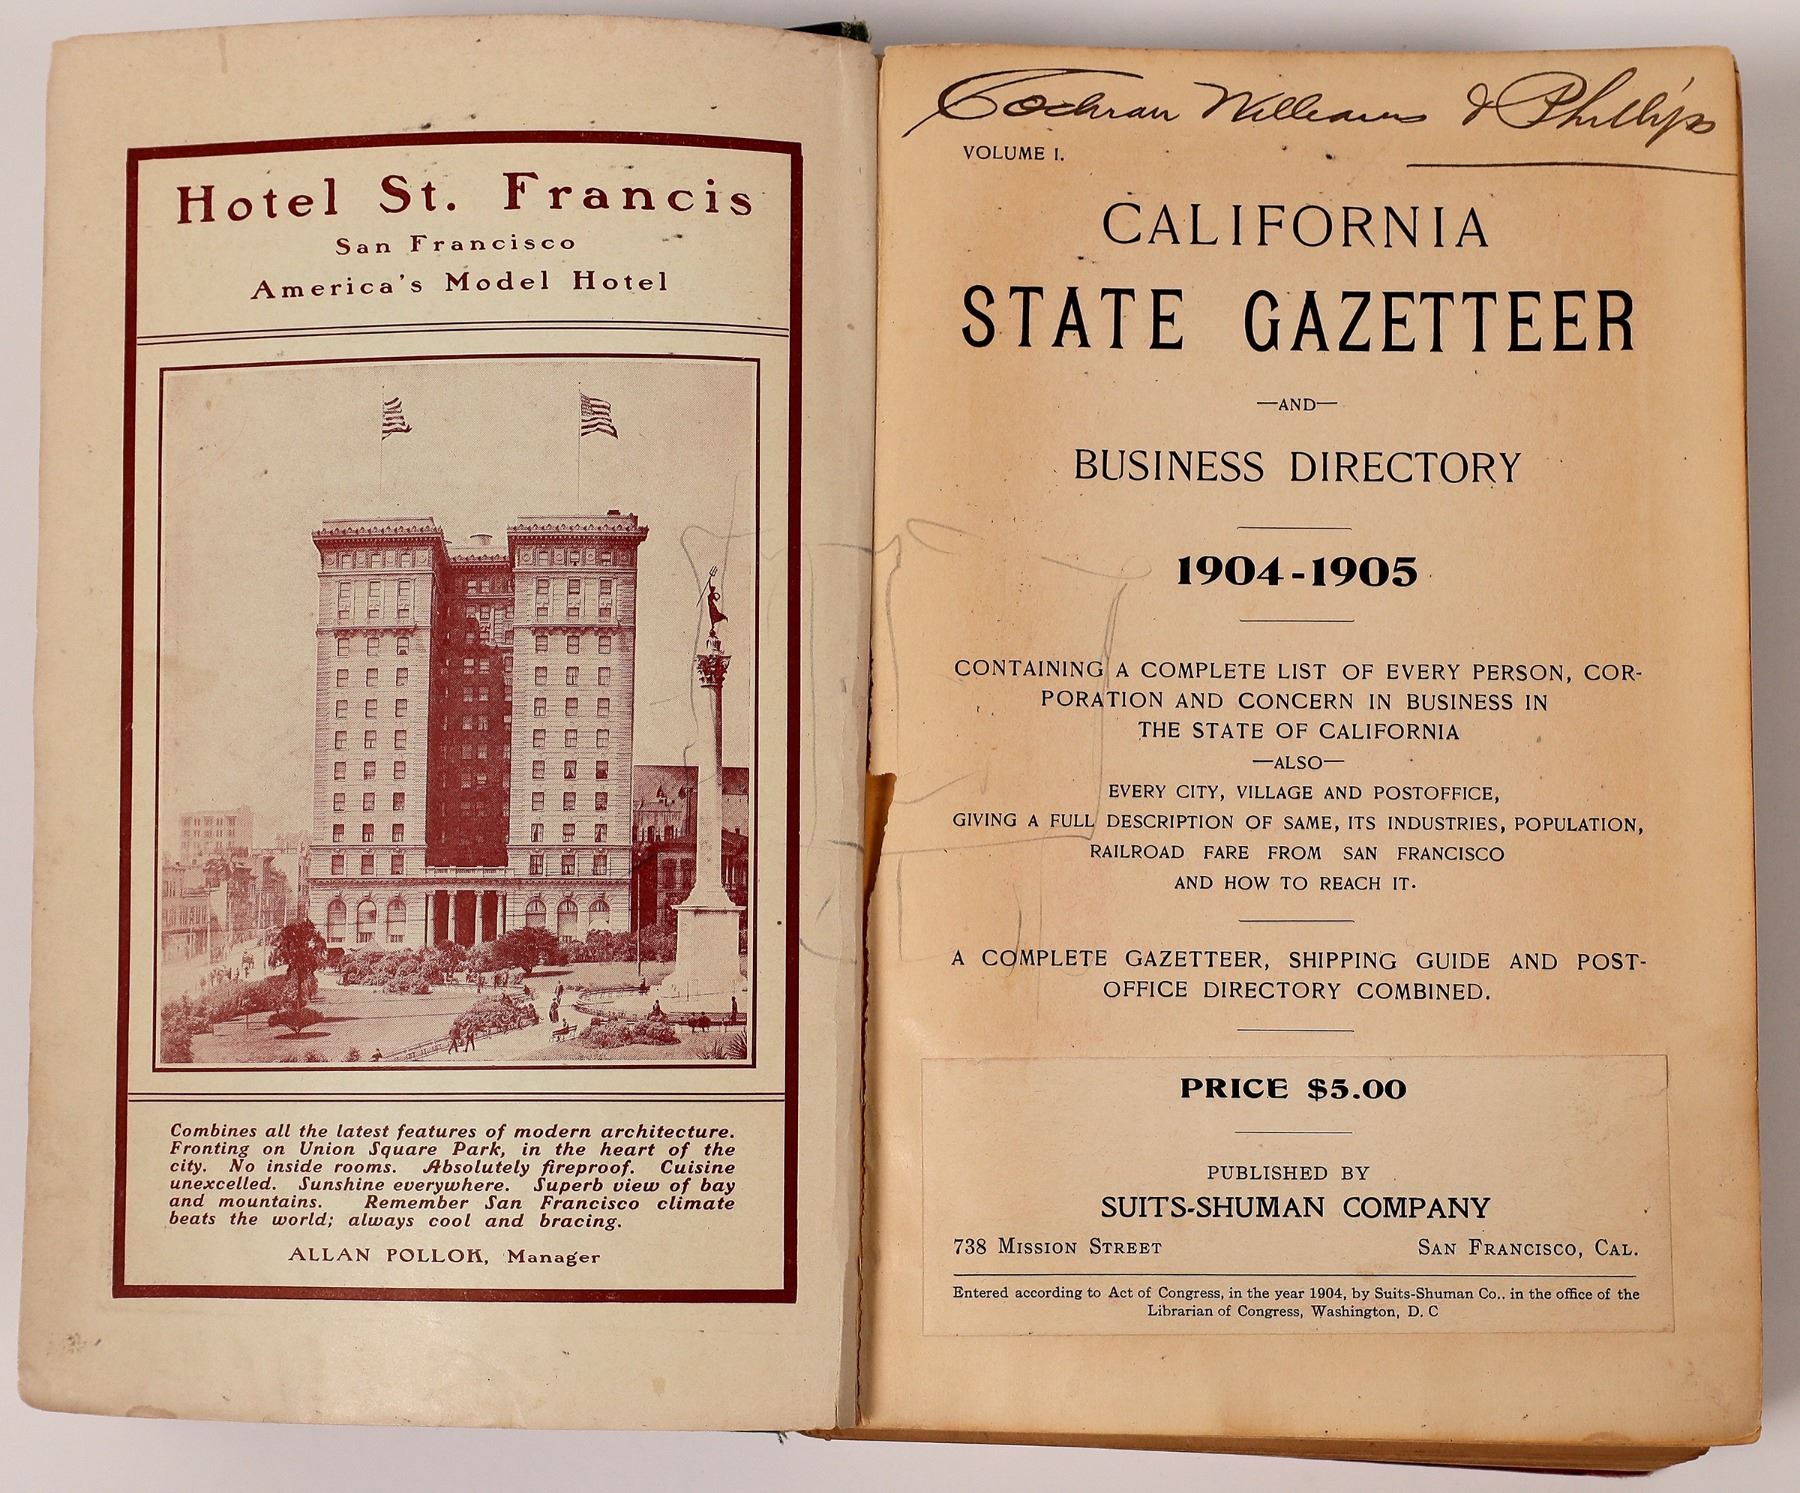 Hotel St. Francis
San Francisco
America's Model Hotel
Combines all the latest features of modern architecture.
Fronting on Union Square Park, in the heart of the
city. No inside rooms. Absolutely fireproof. Cuisine
unexcelled. Sunshine everywhere. Superb view of bay
and mountains. Remember San Francisco climate
beats the world; always cool and bracing.
ALLAN POLLOK, Manager
Cochran Williams & Phillips
VOLUME I.
CALIFORNIA
STATE GAZETTEER
—AND—
BUSINESS DIRECTORY
1904-1905
CONTAINING A COMPLETE LIST OF EVERY PERSON, COR-
PORATION AND CONCERN IN BUSINESS IN
THE STATE OF CALIFORNIA
—ALSO—
EVERY CITY, VILLAGE AND POSTOFFICE,
GIVING A FULL DESCRIPTION OF SAME, ITS INDUSTRIES, POPULATION,
RAILROAD FARE FROM SAN FRANCISCO
AND HOW TO REACH IT.
A COMPLETE GAZETTEER, SHIPPING GUIDE AND POST-
OFFICE DIRECTORY COMBINED.
PRICE $5.00
PUBLISHED BY
SUITS-SHUMAN COMPANY
738 MISSION STREET SAN FRANCISCO, CAL.
Entered according to Act of Congress, in the year 1904, by Suits-Shuman Co.. in the office of the
Librarian of Congress, Washington, D. C